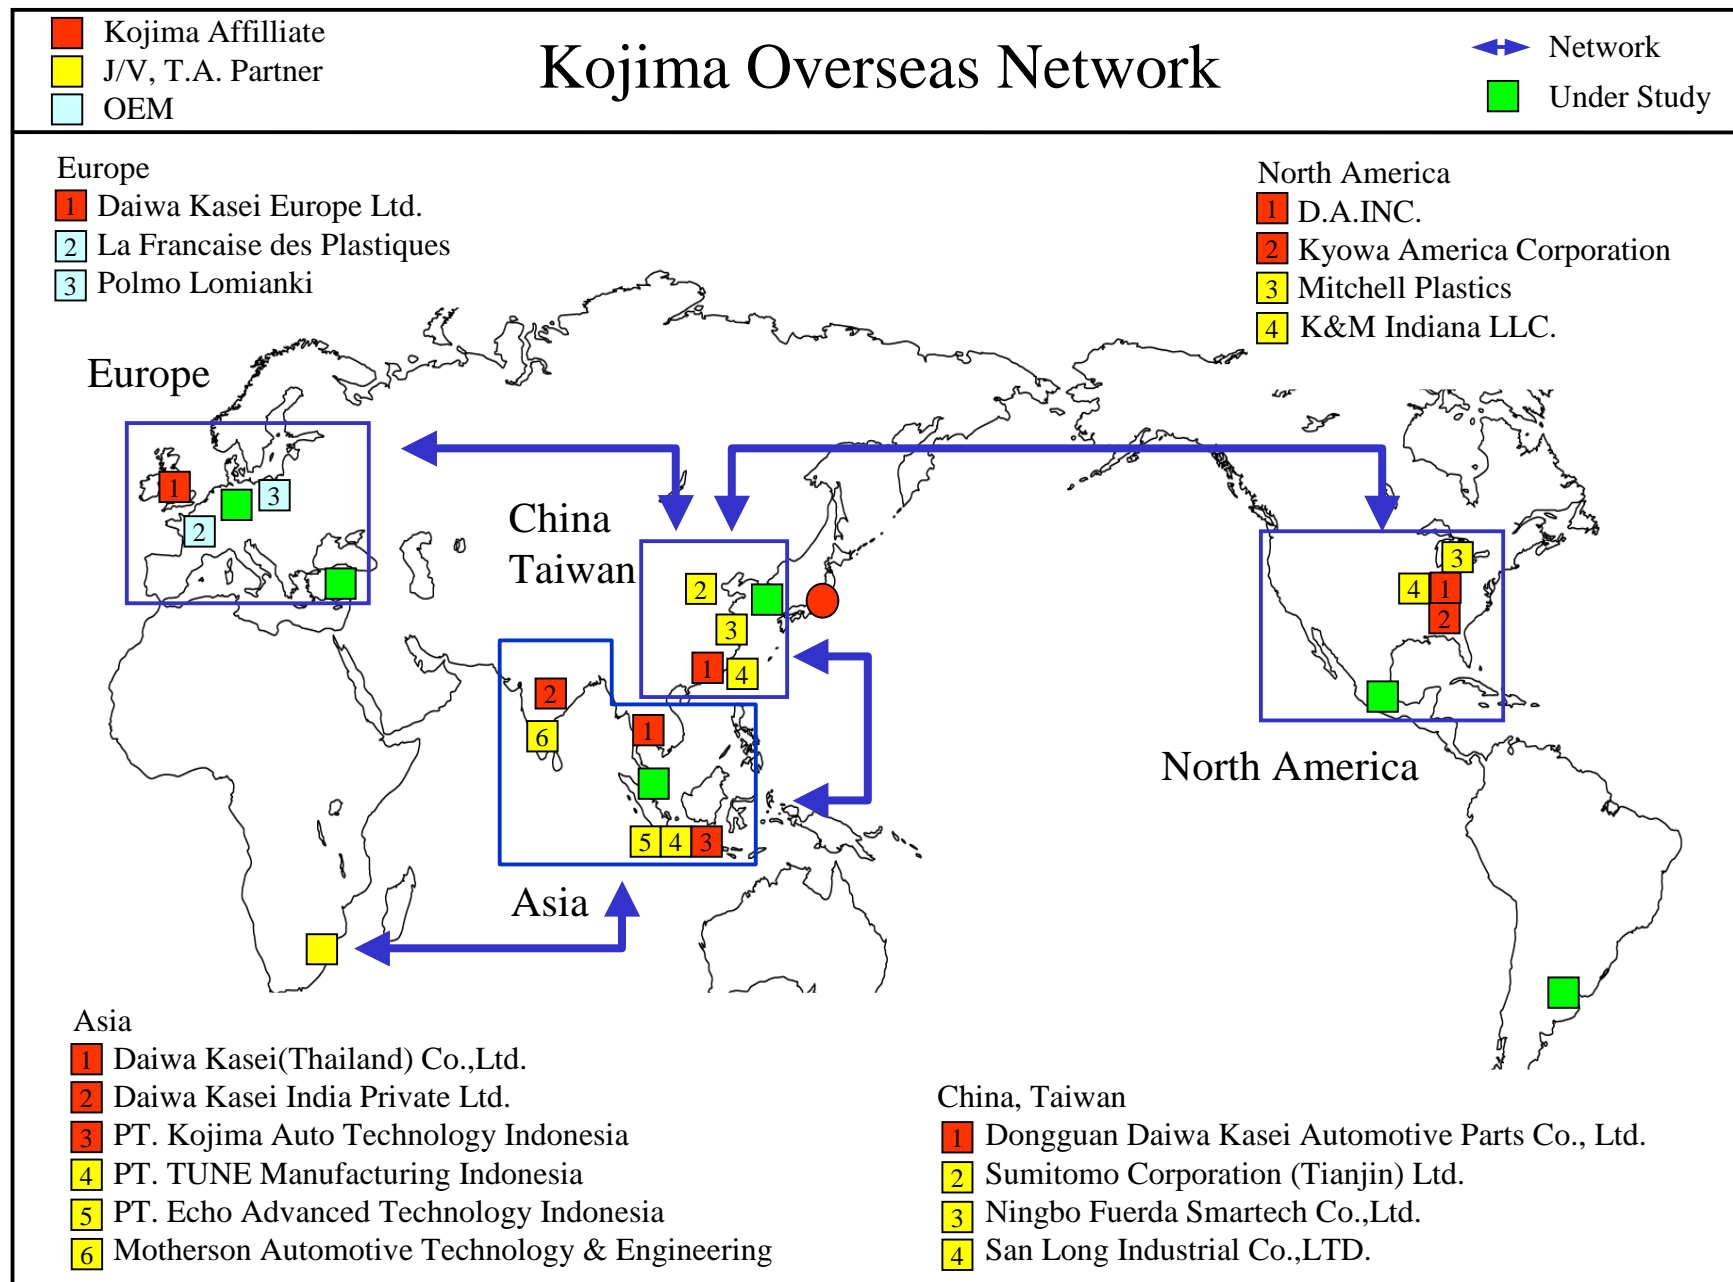 Kojima Affilliate
J/V, T.A. Partner
OEM
Kojima Overseas Network
Network
Under Study
Europe
1 Daiwa Kasei Europe Ltd.
2 La Francaise des Plastiques
3 Polmo Lomianki
North America
1 D.A.INC.
2 Kyowa America Corporation
3 Mitchell Plastics
4 K&M Indiana LLC.
Europe
1
3
2
China
Taiwan
2
3
1
4
3
4
1
2
North America
2
6
1
5
4
3
Asia
Asia
1 Daiwa Kasei(Thailand) Co.,Ltd.
2 Daiwa Kasei India Private Ltd.
3 PT. Kojima Auto Technology Indonesia
4 PT. TUNE Manufacturing Indonesia
5 PT. Echo Advanced Technology Indonesia
6 Motherson Automotive Technology & Engineering
China, Taiwan
1 Dongguan Daiwa Kasei Automotive Parts Co., Ltd.
2 Sumitomo Corporation (Tianjin) Ltd.
3 Ningbo Fuerda Smartech Co.,Ltd.
4 San Long Industrial Co.,LTD.